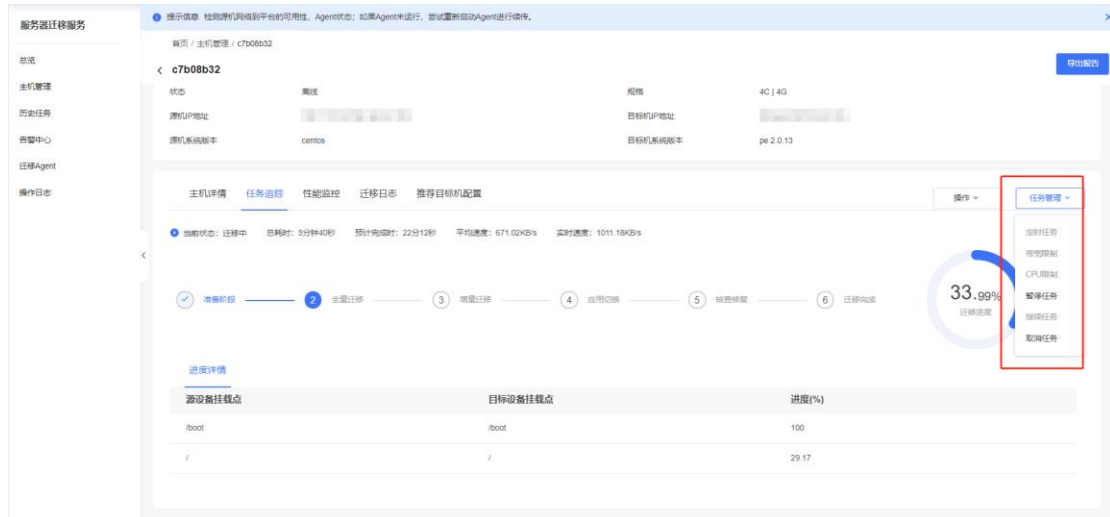 服务器迁移服务
总览
主机管理
历史任务
告警中心
迁移Agent
操作日志
提示信息 检测源机网络到平台的可用性，Agent状态；如果Agent未运行，尝试重新启动Agent进行续传。
首页 / 主机管理 / c7b08b32
c7b08b32
导出报告
状态 离线 规格 4C | 4G
源机IP地址 目标机IP地址
源机系统版本 centos 目标机系统版本 pe 2.0.13
主机详情 任务追踪 性能监控 迁移日志 推荐目标机配置 操作 任务管理
当前状态：迁移中 总耗时：5分钟40秒 预计完成时：22分12秒 平均速度：671.02KB/s 实时速度：1011.18KB/s
定时任务
带宽限制
CPU限制
暂停任务
继续任务
取消任务
准备阶段 2 全量迁移 3 增量迁移 4 应用切换 5 检查修复 6 迁移完成
33.99%
迁移进度
进度详情
源设备挂载点 目标设备挂载点 进度(%)
/boot /boot 100
/ / 29.17